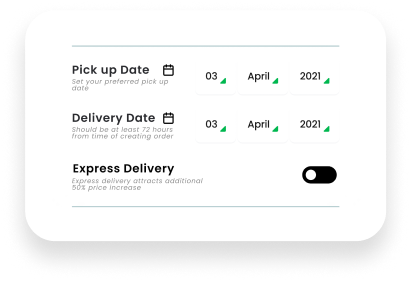 Pick up Date 03 April 2021
Set your preferred pick up
date
Delivery Date 03 April 2021
Should be at least 72 hours
from time of creating order
Express Delivery
Express delivery attracts additional
50% price increase